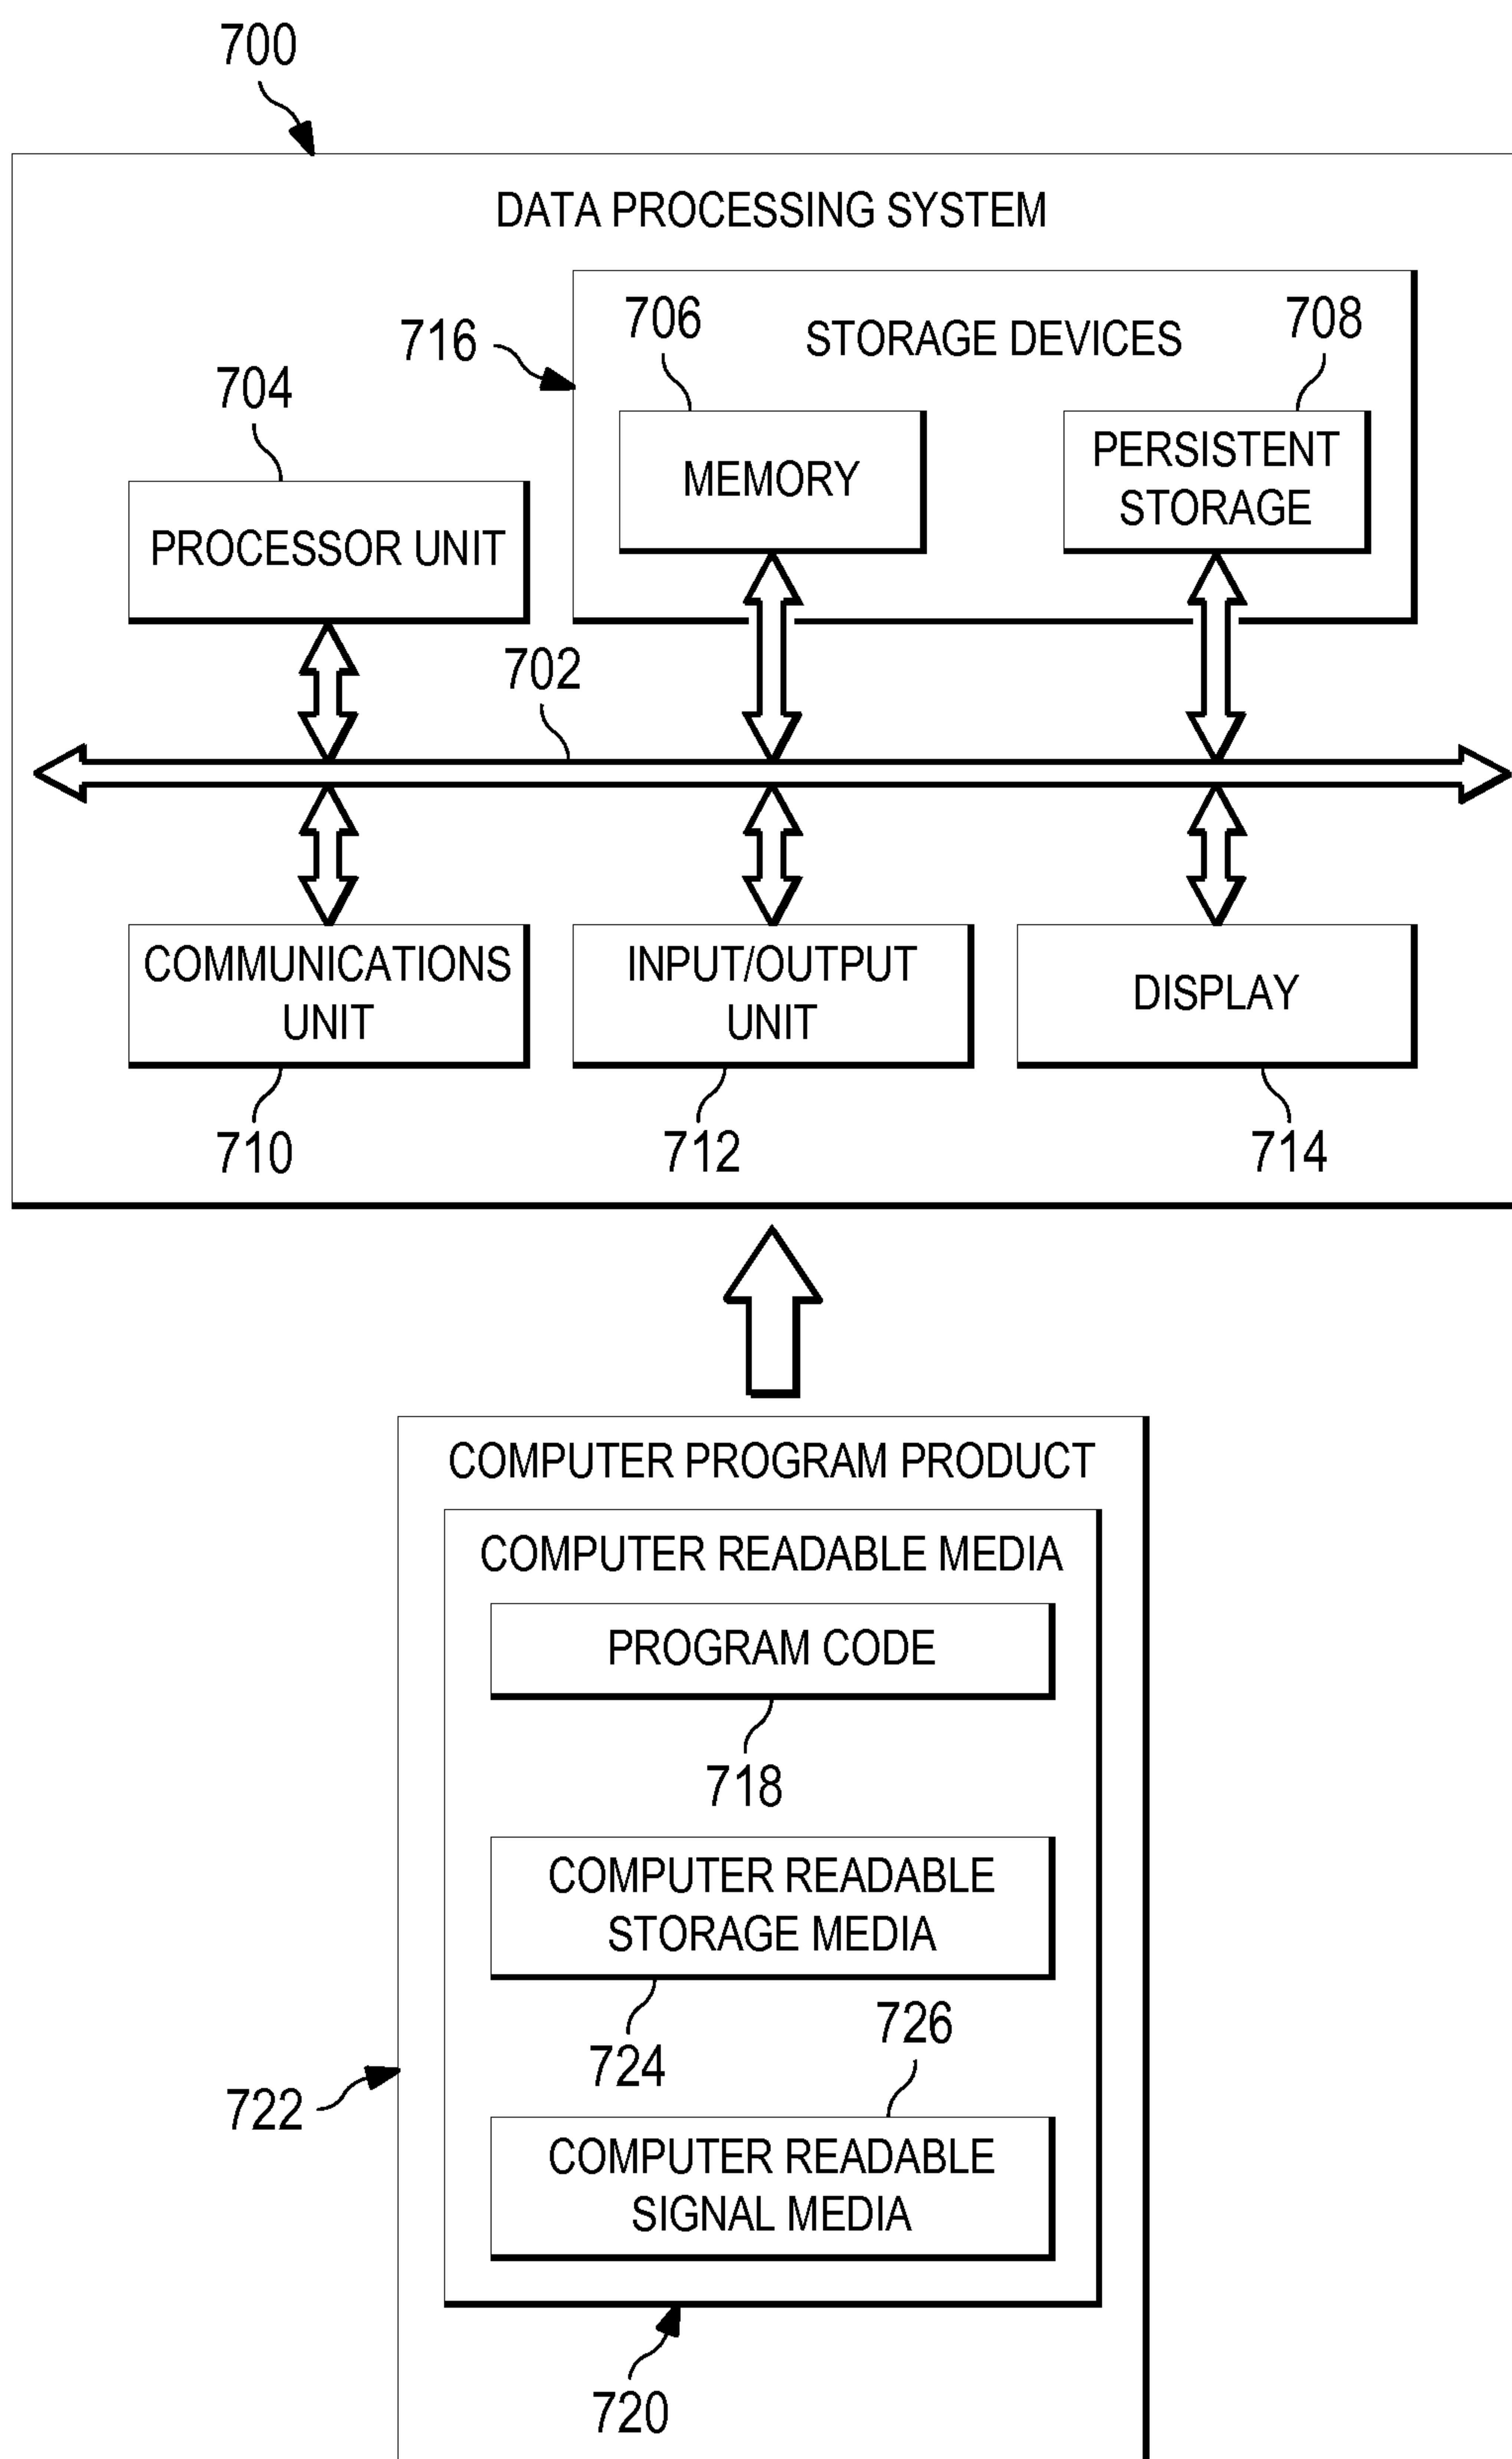 700
DATA PROCESSING SYSTEM
716
706
STORAGE DEVICES
708
704
MEMORY
PERSISTENT
STORAGE
PROCESSOR UNIT
702
COMMUNICATIONS
UNIT
INPUT/OUTPUT
UNIT
DISPLAY
710
712
714
COMPUTER PROGRAM PRODUCT
COMPUTER READABLE MEDIA
PROGRAM CODE
718
COMPUTER READABLE
STORAGE MEDIA
724
726
722
COMPUTER READABLE
SIGNAL MEDIA
720